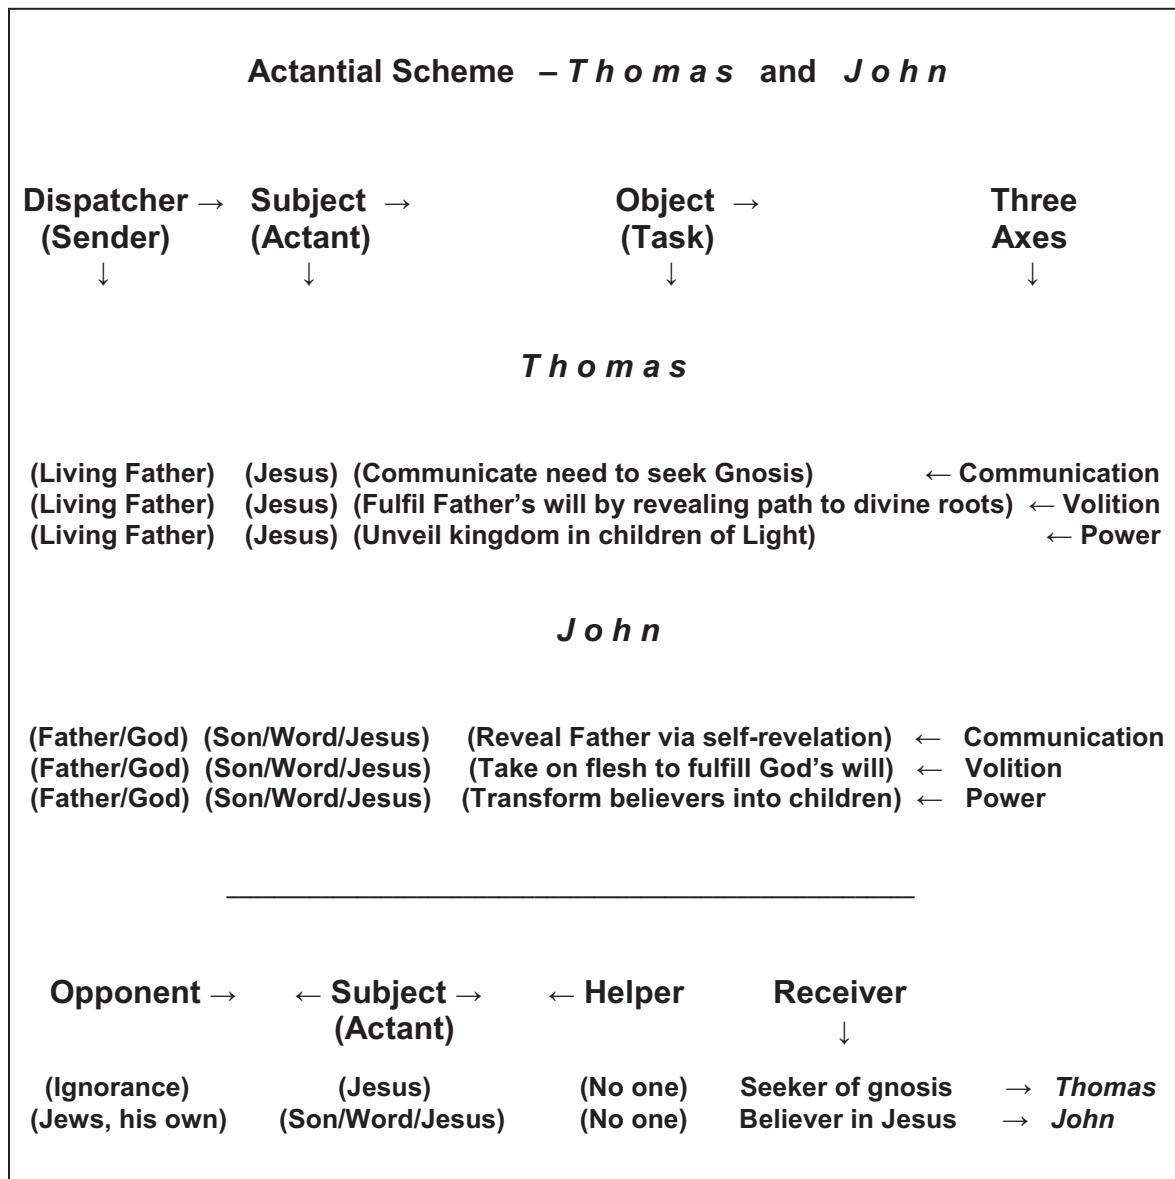 Actantial Scheme – Thomas and John
Dispatcher → Subject → Object → Three
(Sender) (Actant) (Task) Axes
↓ ↓ ↓ ↓
Thomas
(Living Father) (Jesus) (Communicate need to seek Gnosis) ← Communication
(Living Father) (Jesus) (Fulfil Father’s will by revealing path to divine roots) ← Volition
(Living Father) (Jesus) (Unveil kingdom in children of Light) ← Power
John
(Father/God) (Son/Word/Jesus) (Reveal Father via self-revelation) ← Communication
(Father/God) (Son/Word/Jesus) (Take on flesh to fulfill God’s will) ← Volition
(Father/God) (Son/Word/Jesus) (Transform believers into children) ← Power
Opponent → ← Subject → ← Helper Receiver
(Actant) ↓
(Ignorance) (Jesus) (No one) Seeker of gnosis → Thomas
(Jews, his own) (Son/Word/Jesus) (No one) Believer in Jesus → John